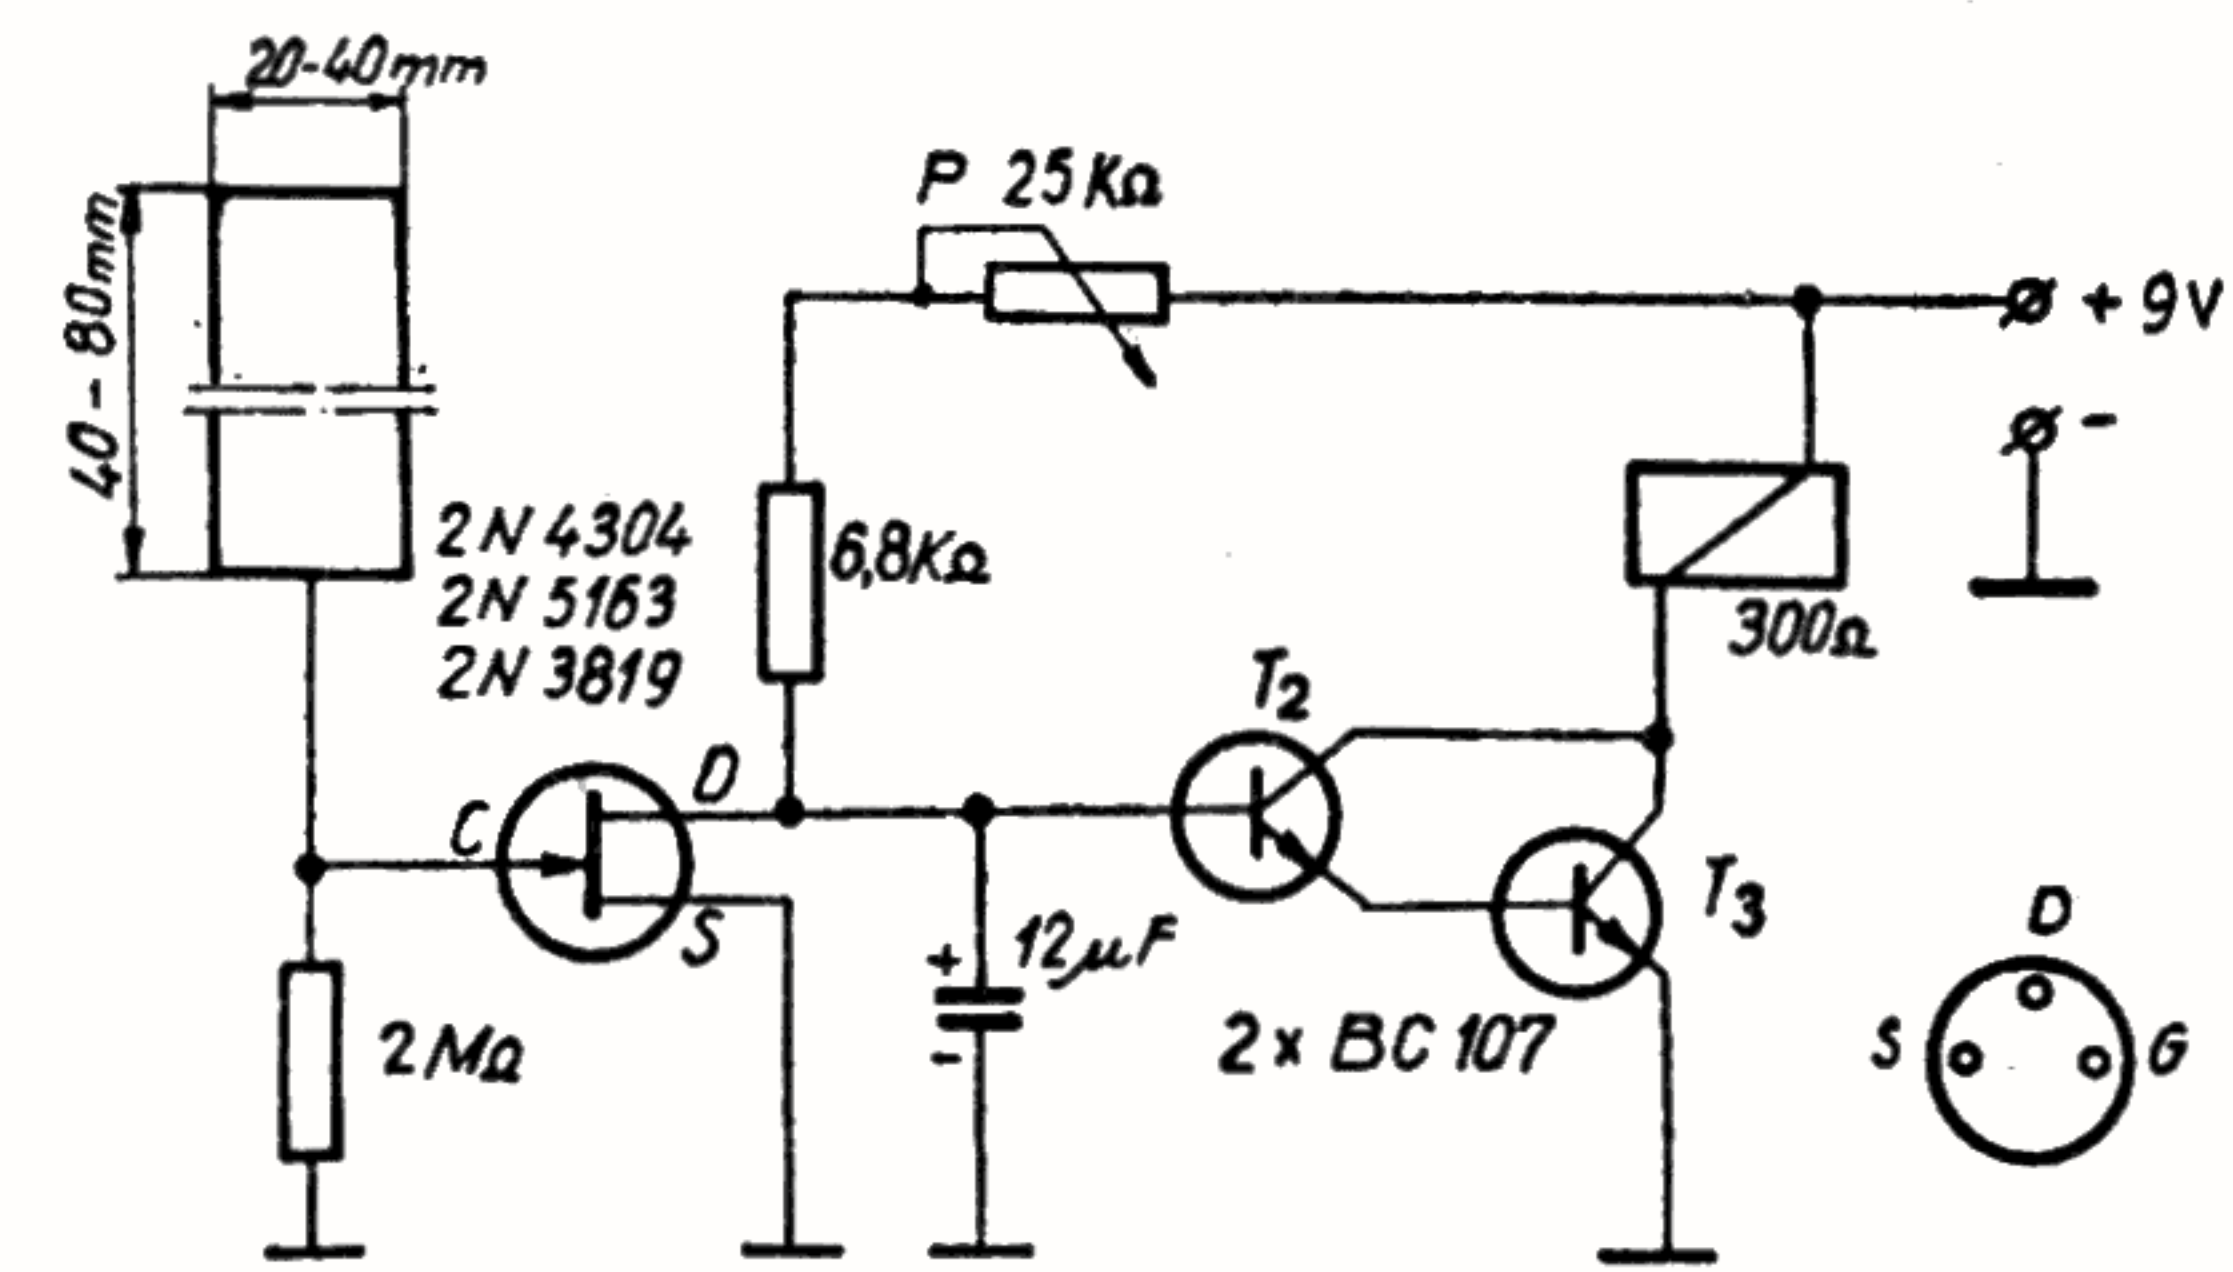 20-40mm
40-80mm
P 25KΩ
+ 9V
-
2N 4304
2N 5163
2N 3819
6,8KΩ
300Ω
T2
D
C
S
+ 12µF
-
T3
2MΩ
2x BC 107
D
S G